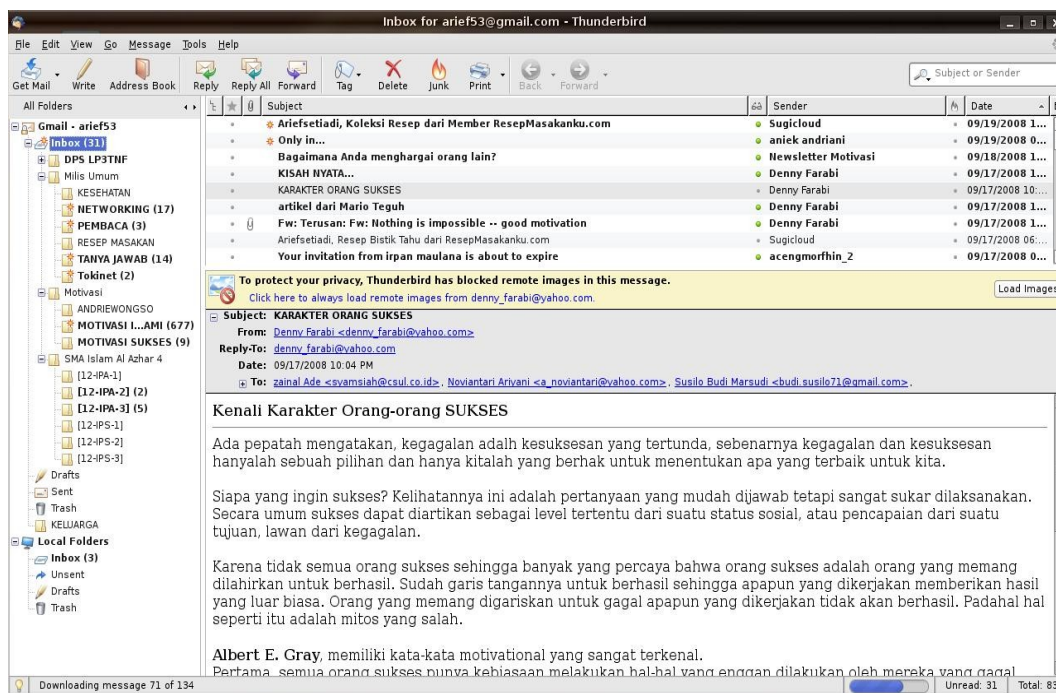 Inbox for arief53@gmail.com - Thunderbird
File Edit View Go Message Tools Help
Get Mail Write Address Book Reply Reply All Forward Tag Delete Junk Print Back Forward Subject or Sender
All Folders Subject Sender Date
Gmail - arief53
Inbox (31)
DPS LP3TNF
Milis Umum
KESEHATAN
NETWORKING (17)
PEMBACA (3)
RESEP MASAKAN
TANYA JAWAB (14)
Tokinet (2)
Motivasi
ANDRIEWONGSO
MOTIVASI I...AMI (677)
MOTIVASI SUKSES (9)
SMA Islam Al Azhar 4
[12-IPA-1]
[12-IPA-2] (2)
[12-IPA-3] (5)
[12-IPS-1]
[12-IPS-2]
[12-IPS-3]
Drafts
Sent
Trash
KELUARGA
Local Folders
Inbox (3)
Unsent
Drafts
Trash
Ariefsetiadi, Koleksi Resep dari Member ResepMasakanku.com Sugicloud 09/19/2008 1...
Only in... aniek andriani 09/19/2008 0...
Bagaimana Anda menghargai orang lain? Newsletter Motivasi 09/18/2008 1...
KISAH NYATA... Denny Farabi 09/17/2008 1...
KARAKTER ORANG SUKSES Denny Farabi 09/17/2008 10:...
artikel dari Mario Teguh Denny Farabi 09/17/2008 1...
Fw: Terusan: Fw: Nothing is impossible -- good motivation Denny Farabi 09/17/2008 1...
Ariefsetiadi, Resep Bistik Tahu dari ResepMasakanku.com Sugicloud 09/17/2008 06:...
Your invitation from irpan maulana is about to expire acengmorfhin_2 09/17/2008 0...
To protect your privacy, Thunderbird has blocked remote images in this message.
Click here to always load remote images from denny_farabi@yahoo.com.
Load Images
Subject: KARAKTER ORANG SUKSES
From: Denny Farabi <denny_farabi@yahoo.com>
Reply-To: denny_farabi@yahoo.com
Date: 09/17/2008 10:04 PM
To: zainal Ade <syamsiah@csul.co.id>, Noviantari Ariyani <a_noviantari@yahoo.com>, Susilo Budi Marsudi <budi.susilo71@gmail.com>,
Kenali Karakter Orang-orang SUKSES
Ada pepatah mengatakan, kegagalan adalh kesuksesan yang tertunda, sebenarnya kegagalan dan kesuksesan
hanyalah sebuah pilihan dan hanya kitalah yang berhak untuk menentukan apa yang terbaik untuk kita.
Siapa yang ingin sukses? Kelihatannya ini adalah pertanyaan yang mudah dijawab tetapi sangat sukar dilaksanakan.
Secara umum sukses dapat diartikan sebagai level tertentu dari suatu status sosial, atau pencapaian dari suatu
tujuan, lawan dari kegagalan.
Karena tidak semua orang sukses sehingga banyak yang percaya bahwa orang sukses adalah orang yang memang
dilahirkan untuk berhasil. Sudah garis tangannya untuk berhasil sehingga apapun yang dikerjakan memberikan hasil
yang luar biasa. Orang yang memang digariskan untuk gagal apapun yang dikerjakan tidak akan berhasil. Padahal hal
seperti itu adalah mitos yang salah.
Albert E. Gray, memiliki kata-kata motivational yang sangat terkenal.
Pertama, semua orang sukses punya kebiasaan melakukan hal-hal yang enggan dilakukan oleh mereka yang gagal
Downloading message 71 of 134 Unread: 31 Total: 83